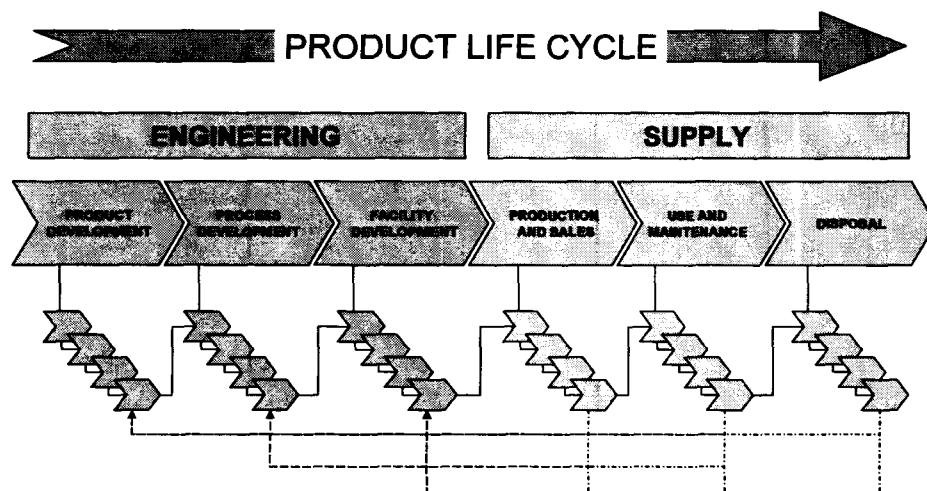 PRODUCT LIFE CYCLE
ENGINEERING
SUPPLY
PRODUCT
DEVELOPMENT
PROCESS
DEVELOPMENT
FACILITY
DEVELOPMENT
PRODUCTION
AND SALES
USE AND
MAINTENANCE
DISPOSAL